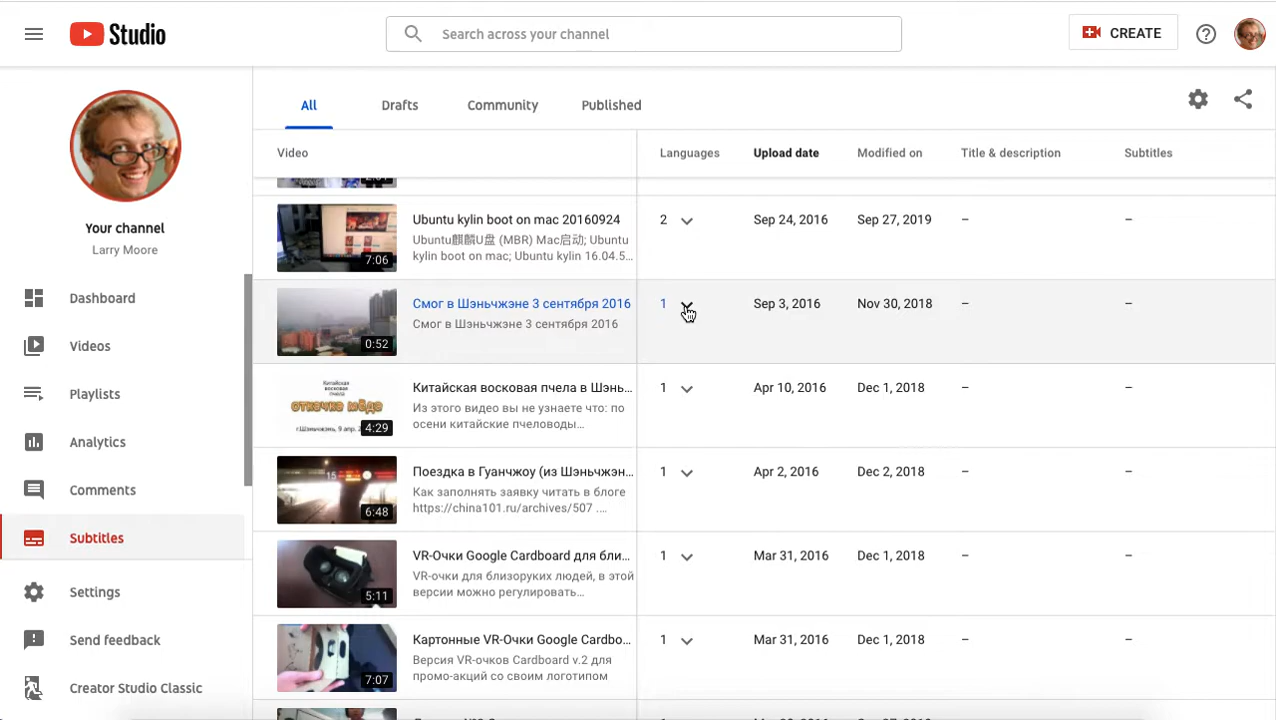 Studio
Search across your channel
CREATE
Your channel
Larry Moore
Dashboard
Videos
Playlists
Analytics
Comments
Subtitles
Settings
Send feedback
Creator Studio Classic
All Drafts Community Published
Video Languages Upload date Modified on Title & description Subtitles
Ubuntu kylin boot on mac 20160924 2 Sep 24, 2016 Sep 27, 2019 – –
Ubuntu麒麟U盘 (MBR) Mac启动; Ubuntu
kylin boot on mac; Ubuntu kylin 16.04.5...
7:06
Смог в Шэньчжэне 3 сентября 2016 1 Sep 3, 2016 Nov 30, 2018 – –
Смог в Шэньчжэне 3 сентября 2016
0:52
Китайская восковая пчела в Шэнь... 1 Apr 10, 2016 Dec 1, 2018 – –
Из этого видео вы не узнаете что: по
осени китайские пчеловоды...
Китайская
восковая
пчела
откачка мёда
г.Шэньчжэнь, 9 апр.
4:29
Поездка в Гуанчжоу (из Шэньчжэн... 1 Apr 2, 2016 Dec 2, 2018 – –
Как заполнять заявку читать в блоге
https://china101.ru/archives/507 ...
6:48
VR-Очки Google Cardboard для бли... 1 Mar 31, 2016 Dec 1, 2018 – –
VR-очки для близоруких людей, в этой
версии можно регулировать...
5:11
Картонные VR-Очки Google Cardbo... 1 Mar 31, 2016 Dec 1, 2018 – –
Версия VR-очков Cardboard v.2 для
промо-акций со своим логотипом
7:07